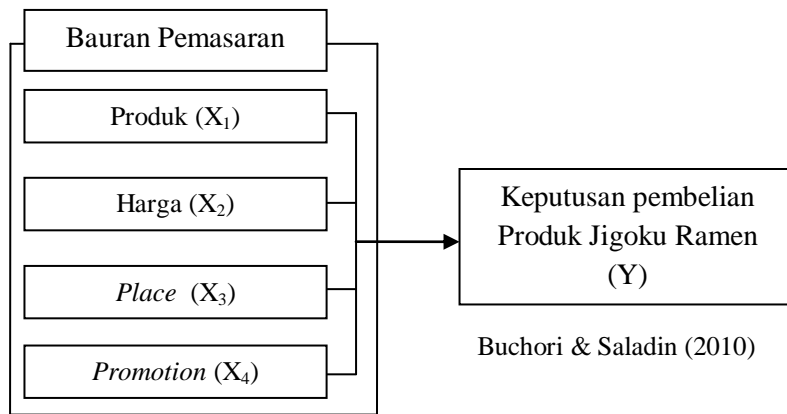 Bauran Pemasaran
Produk (X₁)
Harga (X₂)
Place (X₃)
Promotion (X₄)
Keputusan pembelian
Produk Jigoku Ramen
(Y)
Buchori & Saladin (2010)